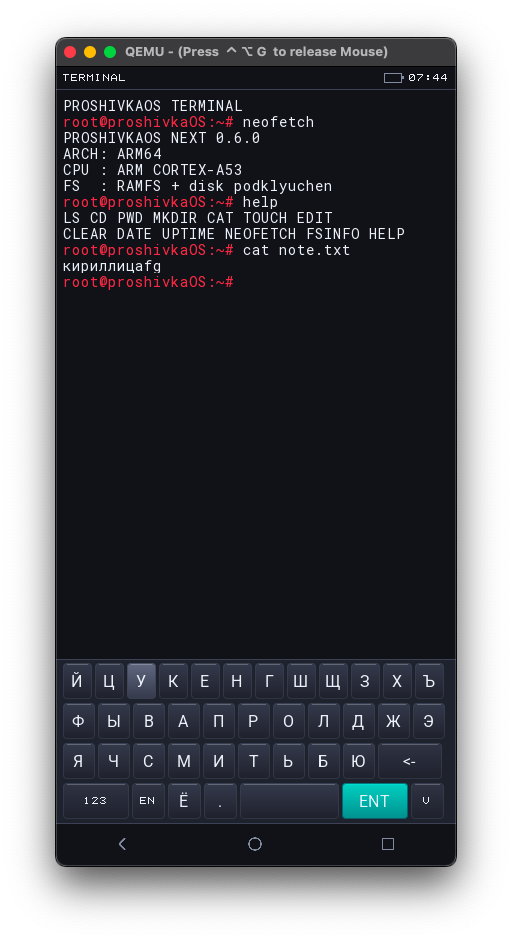 QEMU - (Press ⌃⌥ G to release Mouse)
TERMINAL 07:44
PROSHIVKAOS TERMINAL
root@proshivkaOS:~# neofetch
PROSHIVKAOS NEXT 0.6.0
ARCH: ARM64
CPU : ARM CORTEX-A53
FS  : RAMFS + disk podklyuchen
root@proshivkaOS:~# help
LS CD PWD MKDIR CAT TOUCH EDIT
CLEAR DATE UPTIME NEOFETCH FSINFO HELP
root@proshivkaOS:~# cat note.txt
кириллицаfg
root@proshivkaOS:~#
Й Ц У К Е Н Г Ш Щ З Х Ъ
Ф Ы В А П Р О Л Д Ж Э
Я Ч С М И Т Ь Б Ю <-
123 EN Ё . ENT V